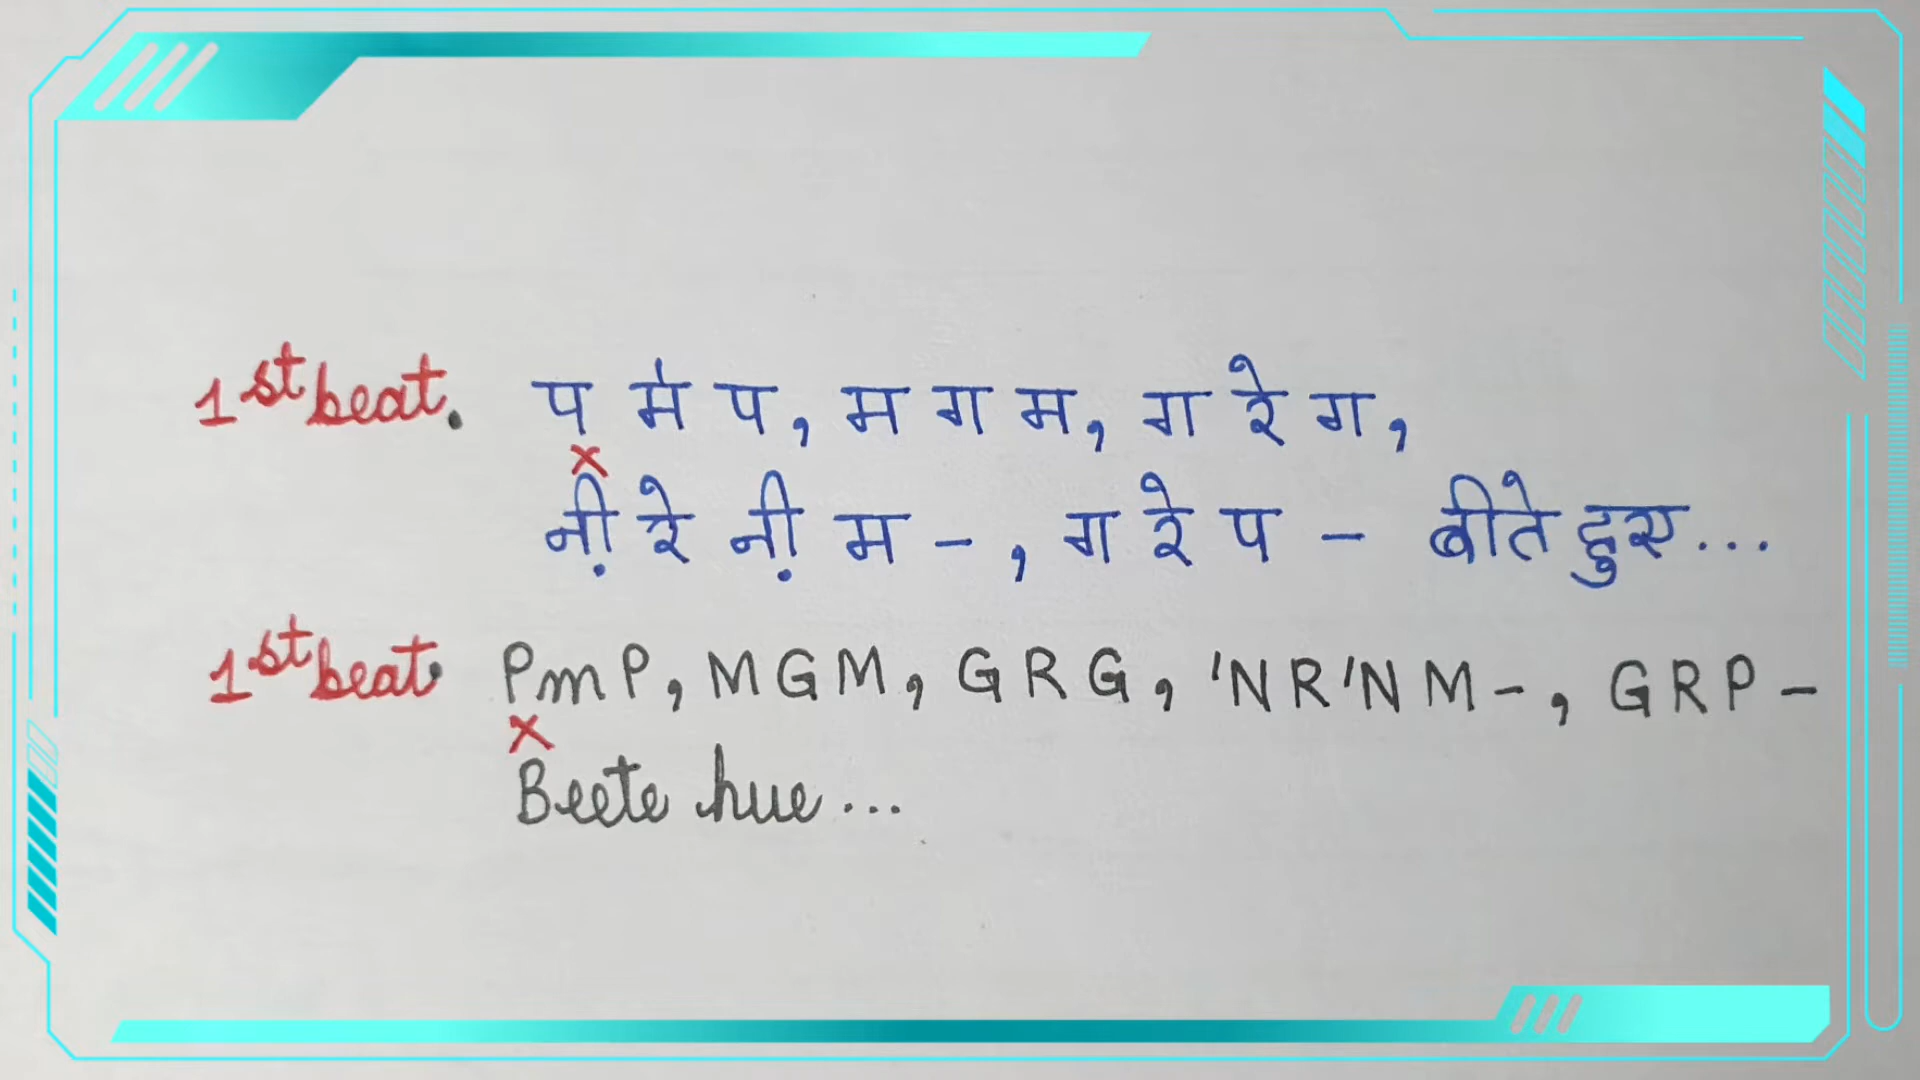 1st beat. प म॑ प, म ग म, ग रे ग,
x
नी़ रे नी़ म -, ग रे प - बीते हुए...
1st beat. PmP, MGM, GRG, 'NR'NM-, GRP-
x
Beete hue...